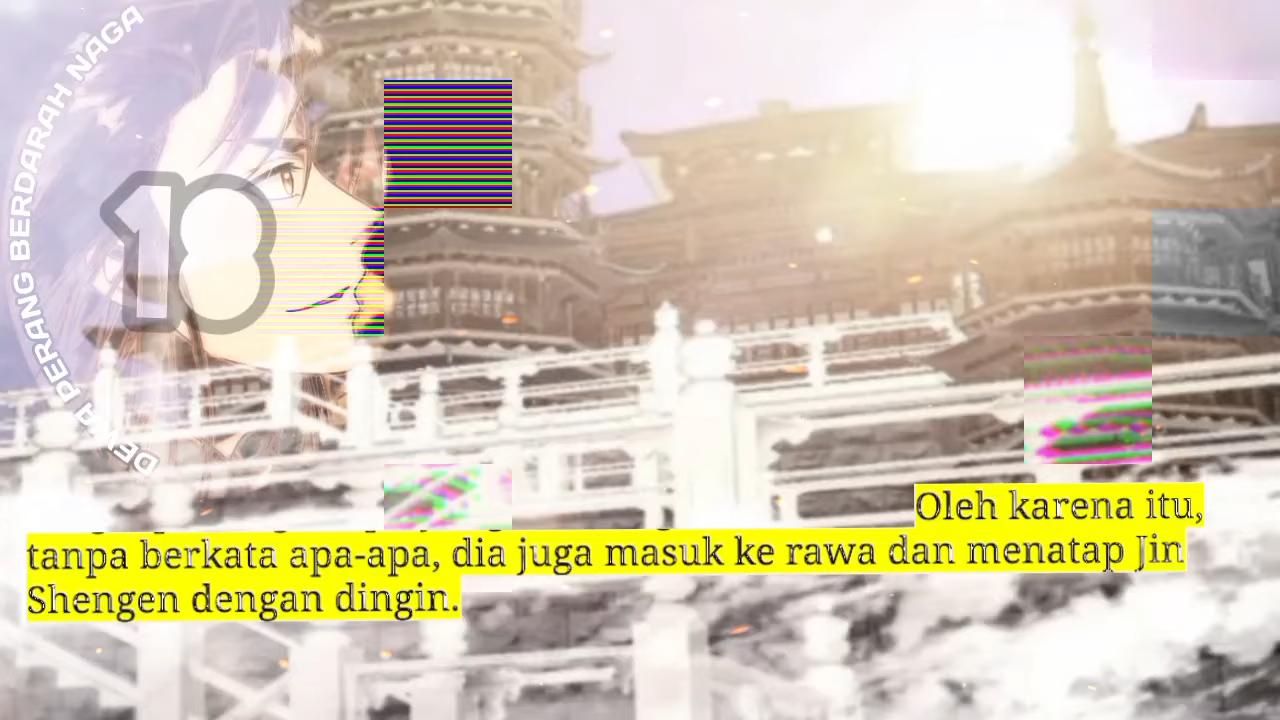 DEWA PERANG BERDARAH NAGA
18
Oleh karena itu,
tanpa berkata apa-apa, dia juga masuk ke rawa dan menatap Jin
Shengen dengan dingin.